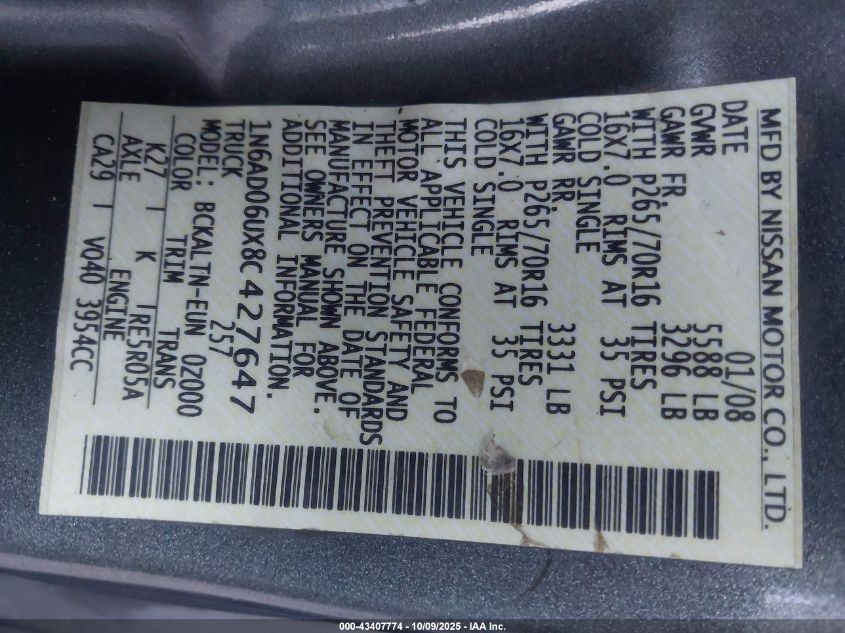 MFD BY NISSAN MOTOR CO., LTD.
DATE 01/08
GVWR 5588 LB
GAWR FR. 3296 LB
WITH P265/70R16 TIRES
16X7.0 RIMS AT 35 PSI
COLD SINGLE
GAWR RR. 3331 LB
WITH P265/70R16 TIRES
16X7.0 RIMS AT 35 PSI
COLD SINGLE
THIS VEHICLE CONFORMS TO
ALL APPLICABLE FEDERAL
MOTOR VEHICLE SAFETY AND
THEFT PREVENTION STANDARDS
IN EFFECT ON THE DATE OF
MANUFACTURE SHOWN ABOVE.
SEE OWNERS MANUAL FOR
ADDITIONAL INFORMATION.
1N6AD06UX8C427647
TRUCK 257
MODEL: BCKALTN-EUN 0Z000
COLOR TRIM TRANS
K27 | K | RE5R05A
AXLE ENGINE
CA29 | VQ40 3954CC
000-43407774 - 10/09/2025 - IAA Inc.